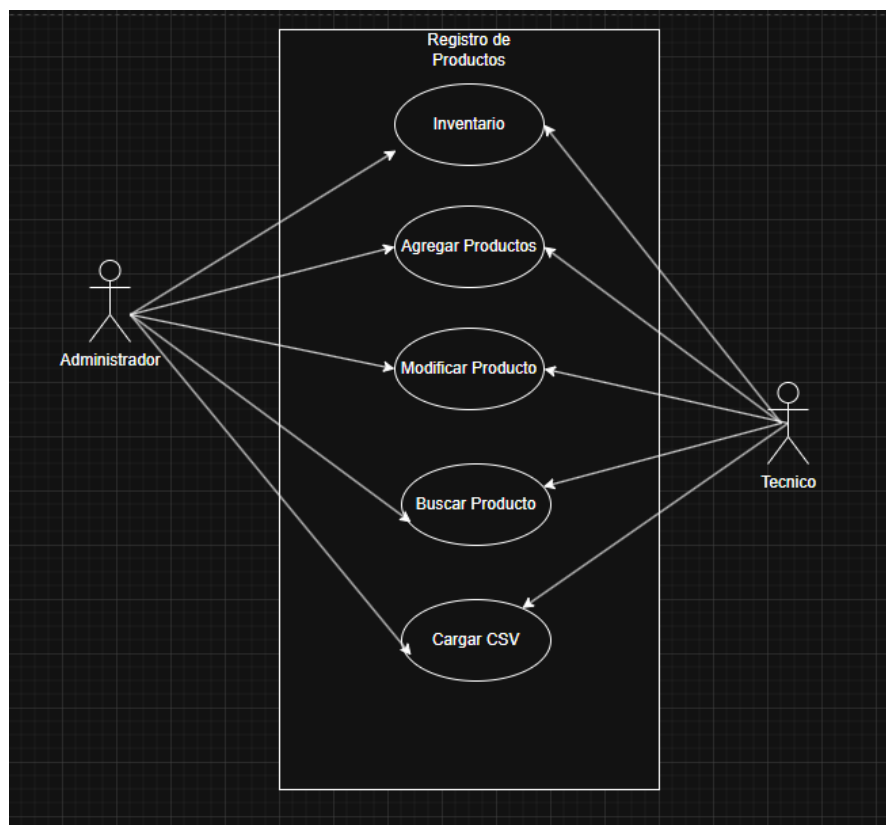 Registro de
Productos
Inventario
Agregar Productos
Modificar Producto
Administrador
Tecnico
Buscar Producto
Cargar CSV